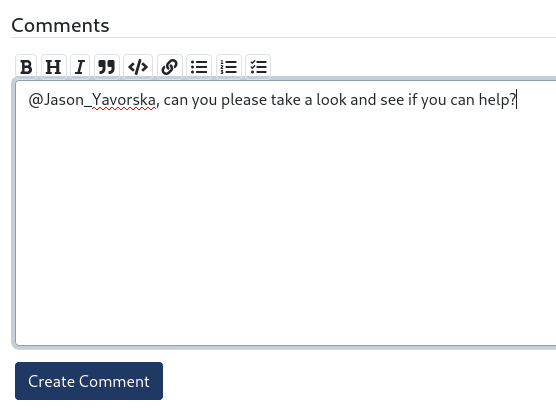 Comments
B H I
@Jason_Yavorska, can you please take a look and see if you can help?
Create Comment